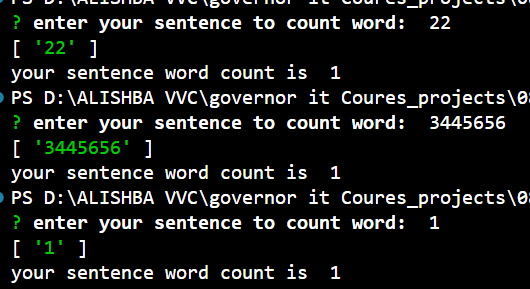 ? enter your sentence to count word:  22
[ '22' ]
your sentence word count is  1
PS D:\ALISHBA VVC\governor it Coures_projects\0
? enter your sentence to count word:  3445656
[ '3445656' ]
your sentence word count is  1
PS D:\ALISHBA VVC\governor it Coures_projects\0
? enter your sentence to count word:  1
[ '1' ]
your sentence word count is  1